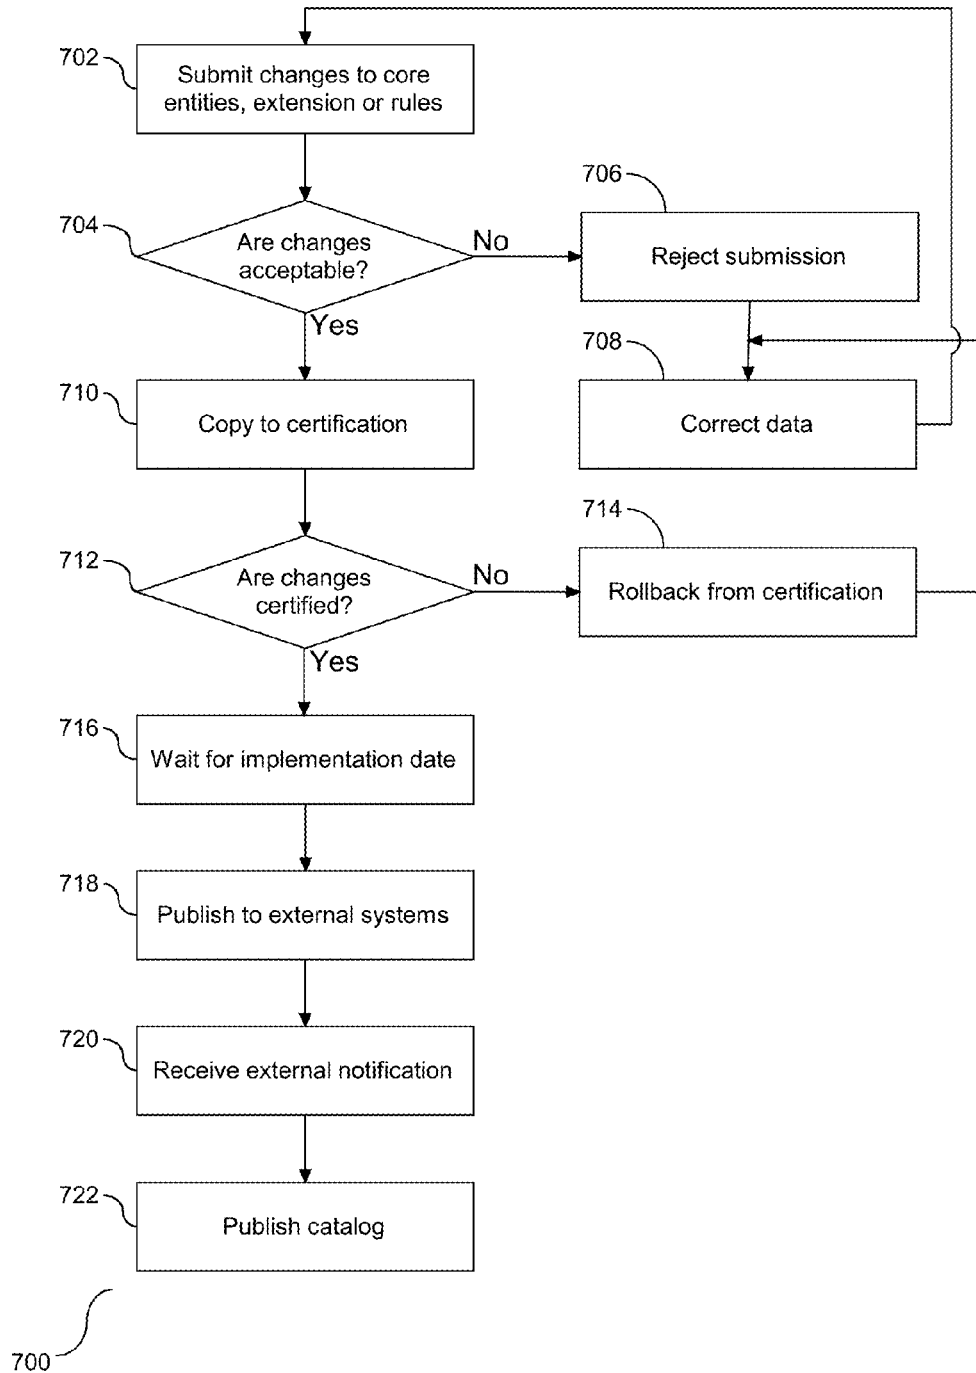 702
Submit changes to core
entities, extension or rules
706
704
Are changes
acceptable?
No
Reject submission
Yes
708
710
Copy to certification
Correct data
714
712
Are changes
certified?
No
Rollback from certification
Yes
716
Wait for implementation date
718
Publish to external systems
720
Receive external notification
722
Publish catalog
700